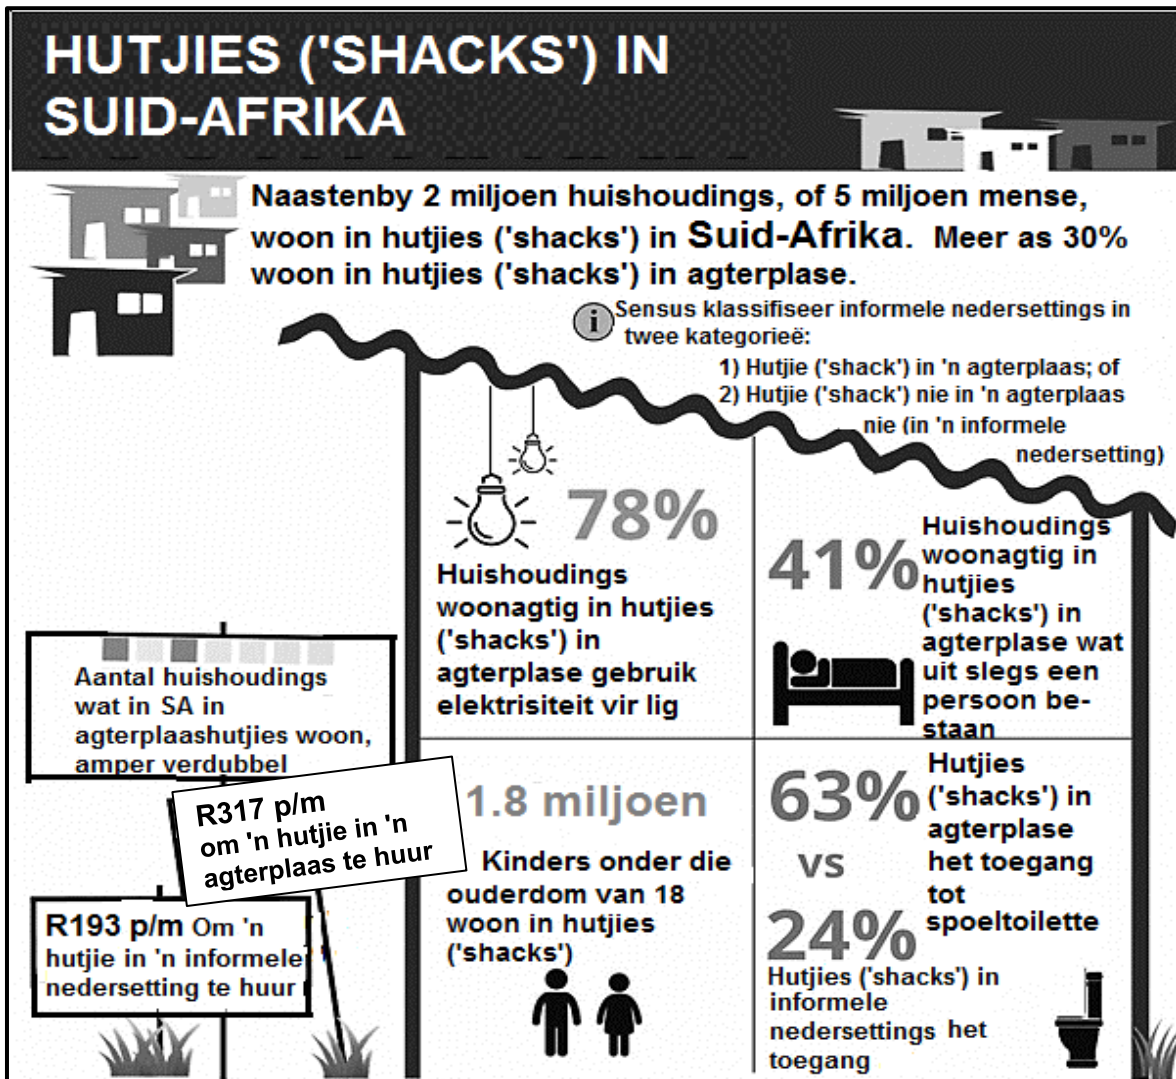 HUTJIES ('SHACKS') IN
SUID-AFRIKA
Naastenby 2 miljoen huishoudings, of 5 miljoen mense,
woon in hutjies ('shacks') in Suid-Afrika. Meer as 30%
woon in hutjies ('shacks') in agterplase.
i
Sensus klassifiseer informele nedersettings in
twee kategorieë:
1) Hutjie ('shack') in 'n agterplaas; of
2) Hutjie ('shack') nie in 'n agterplaas
nie (in 'n informele
nedersetting)
78%
Huishoudings
woonagtig in hutjies
('shacks') in
agterplase gebruik
elektrisiteit vir lig
41%
Huishoudings
woonagtig in
hutjies
('shacks') in
agterplase wat
uit slegs een
persoon be-
staan
Aantal huishoudings
wat in SA in
agterplaashutjies woon,
amper verdubbel
R317 p/m
om 'n hutjie in 'n
agterplaas te huur
R193 p/m Om 'n
hutjie in 'n informele
nedersetting te huur
1.8 miljoen
Kinders onder die
ouderdom van 18
woon in hutjies
('shacks')
63%
Hutjies
('shacks') in
agterplase
het toegang
tot
spoeltoilette
vs
24%
Hutjies ('shacks') in
informele
nedersettings het
toegang